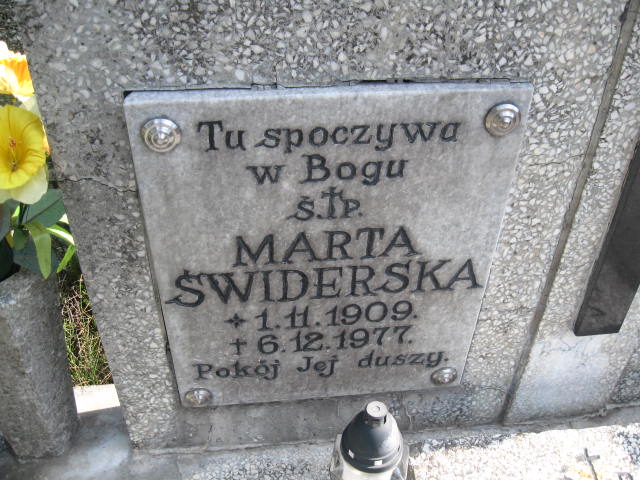 Tu spoczywa
w Bogu
Ś.†P.
MARTA
ŚWIDERSKA
* 1.11.1909.
† 6.12.1977.
Pokój Jej duszy.